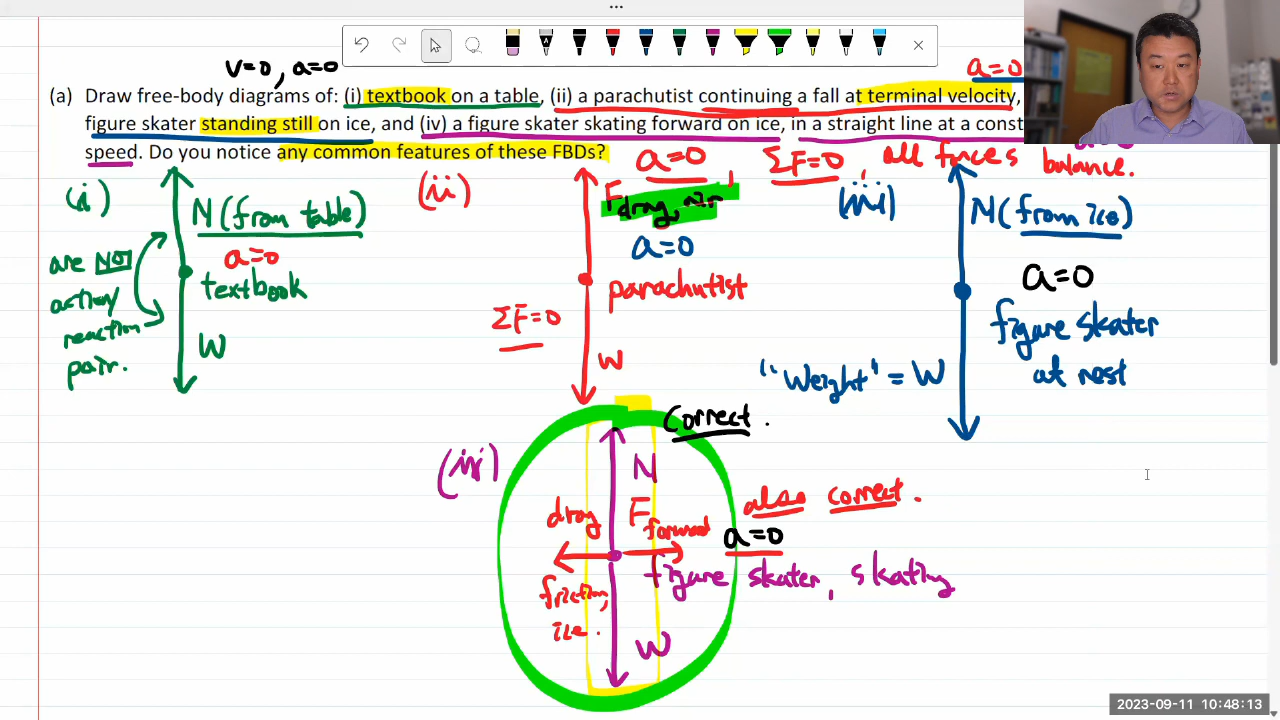 v=0, a=0
a=0
(a) Draw free-body diagrams of: (i) textbook on a table, (ii) a parachutist continuing a fall at terminal velocity,
figure skater standing still on ice, and (iv) a figure skater skating forward on ice, in a straight line at a const
speed. Do you notice any common features of these FBDs?
a=0, ΣF=0, all forces balance.
(i)
N (from table)
a=0
textbook
are NOT
action/
reaction
pair.
W
(ii)
F drag, air
a=0
parachutist
ΣF=0
W
(iii)
N (from ice)
a=0
figure skater
at rest
"Weight" = W
(iv)
Correct.
N
drag
F forward
also correct.
a=0
figure skater, skating
friction,
ice.
W
2023-09-11 10:48:13